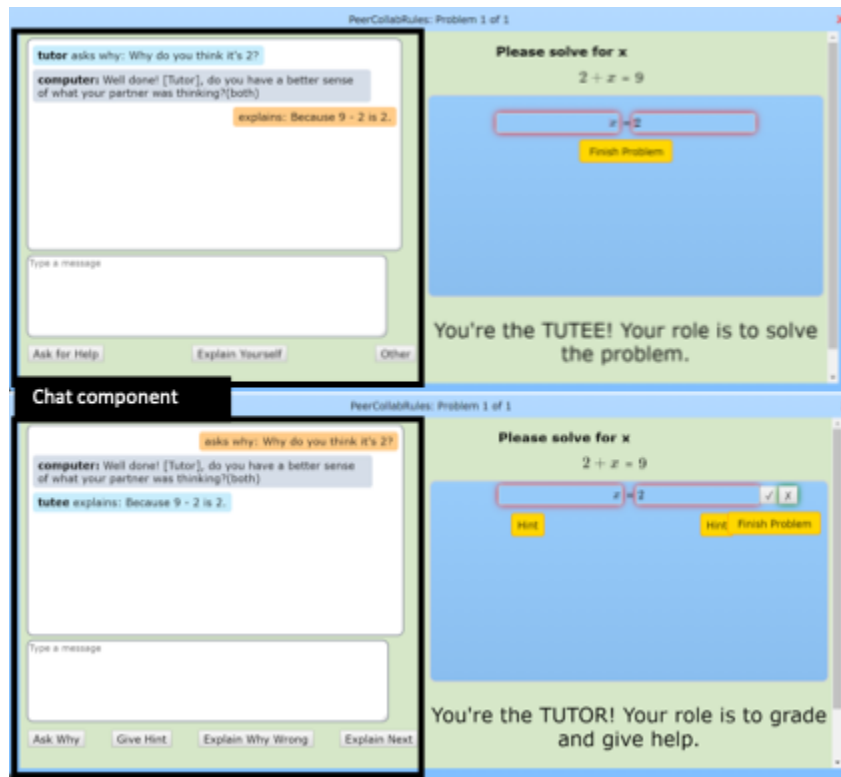 PeerCollabRules: Problem 1 of 1
tutor asks why: Why do you think it's 2?
computer: Well done! [Tutor], do you have a better sense
of what your partner was thinking?(both)
explains: Because 9 - 2 is 2.
Type a message
Ask for Help
Explain Yourself
Other
Please solve for x
2 + x = 9
x = 2
Finish Problem
You're the TUTEE! Your role is to solve
the problem.
Chat component
PeerCollabRules: Problem 1 of 1
asks why: Why do you think it's 2?
computer: Well done! [Tutor], do you have a better sense
of what your partner was thinking?(both)
tutee explains: Because 9 - 2 is 2.
Type a message
Ask Why
Give Hint
Explain Why Wrong
Explain Next
Please solve for x
2 + x = 9
x = 2 ✓ X
Hint
Hint
Finish Problem
You're the TUTOR! Your role is to grade
and give help.